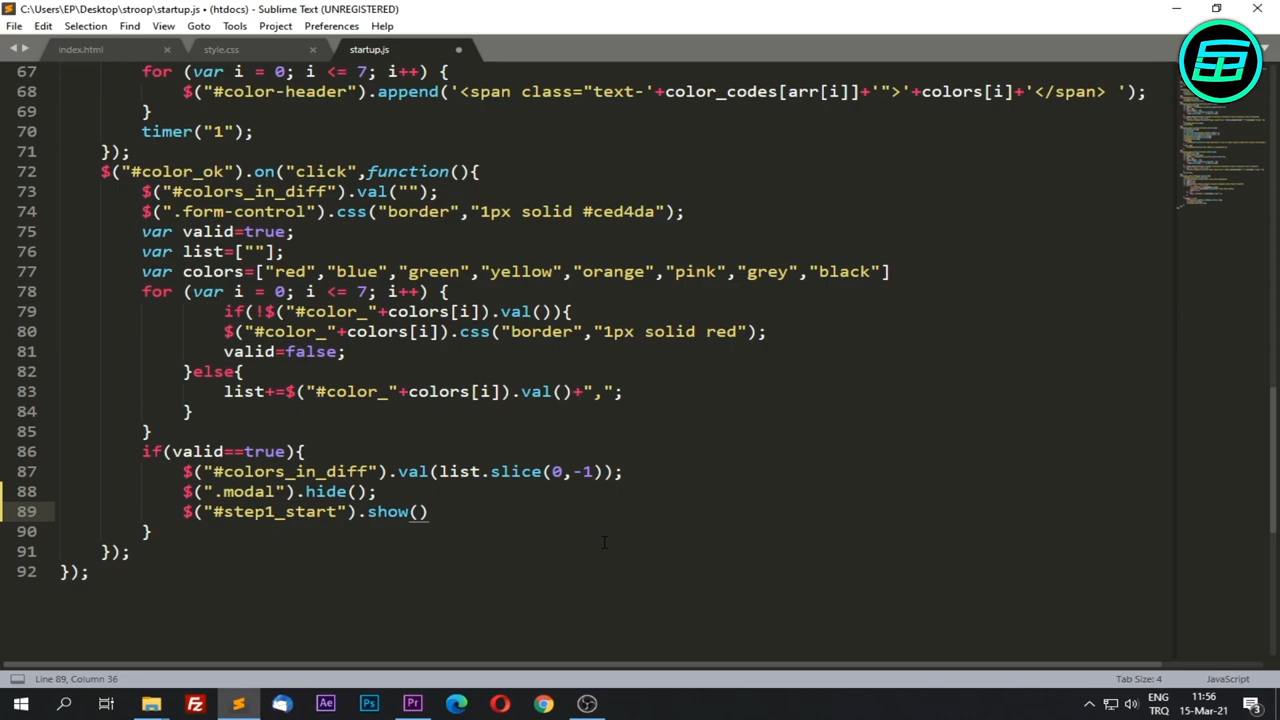 C:\Users\EP\Desktop\stroop\startup.js • (htdocs) - Sublime Text (UNREGISTERED)
File Edit Selection Find View Goto Tools Project Preferences Help
index.html × style.css × startup.js
67 for (var i = 0; i <= 7; i++) {
68 $("#color-header").append('<span class="text-'+color_codes[arr[i]]+'">'+colors[i]+'</span> ');
69 }
70 timer("1");
71 });
72 $("#color_ok").on("click",function(){
73 $("#colors_in_diff").val("");
74 $(".form-control").css("border","1px solid #ced4da");
75 var valid=true;
76 var list=[""];
77 var colors=["red","blue","green","yellow","orange","pink","grey","black"]
78 for (var i = 0; i <= 7; i++) {
79 if(!$("#color_"+colors[i]).val()){
80 $("#color_"+colors[i]).css("border","1px solid red");
81 valid=false;
82 }else{
83 list+=$("#color_"+colors[i]).val()+",";
84 }
85 }
86 if(valid==true){
87 $("#colors_in_diff").val(list.slice(0,-1));
88 $(".modal").hide();
89 $("#step1_start").show()
90 }
91 });
92 });
Line 89, Column 36 Tab Size: 4 JavaScript
ENG 11:56
TRQ 15-Mar-21 3